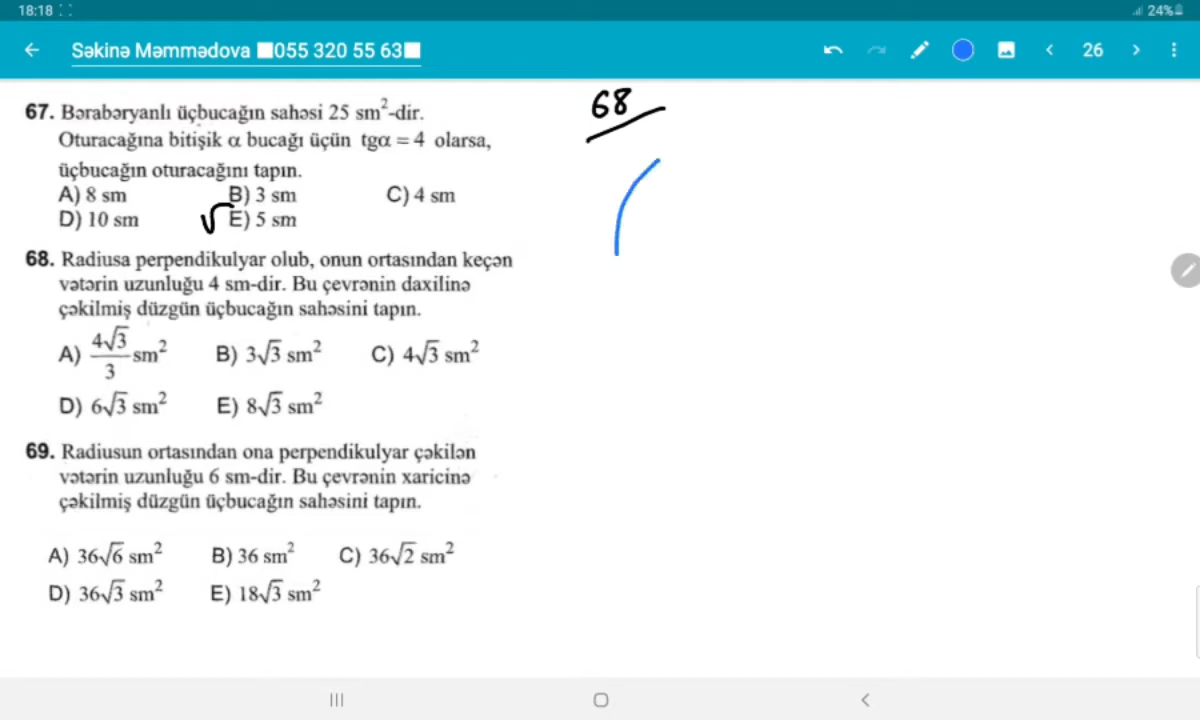 18:18
24%
Səkinə Məmmədova 055 320 55 63
26
67. Bərabəryanlı üçbucağın sahəsi 25 sm²-dir.
Oturacağına bitişik α bucağı üçün tgα = 4 olarsa,
üçbucağın oturacağını tapın.
A) 8 sm B) 3 sm C) 4 sm
D) 10 sm E) 5 sm
68. Radiusa perpendikulyar olub, onun ortasından keçən
vətərin uzunluğu 4 sm-dir. Bu çevrənin daxilinə
çəkilmiş düzgün üçbucağın sahəsini tapın.
A) 4√3/3 sm² B) 3√3 sm² C) 4√3 sm²
D) 6√3 sm² E) 8√3 sm²
69. Radiusun ortasından ona perpendikulyar çəkilən
vətərin uzunluğu 6 sm-dir. Bu çevrənin xaricinə
çəkilmiş düzgün üçbucağın sahəsini tapın.
A) 36√6 sm² B) 36 sm² C) 36√2 sm²
D) 36√3 sm² E) 18√3 sm²
68